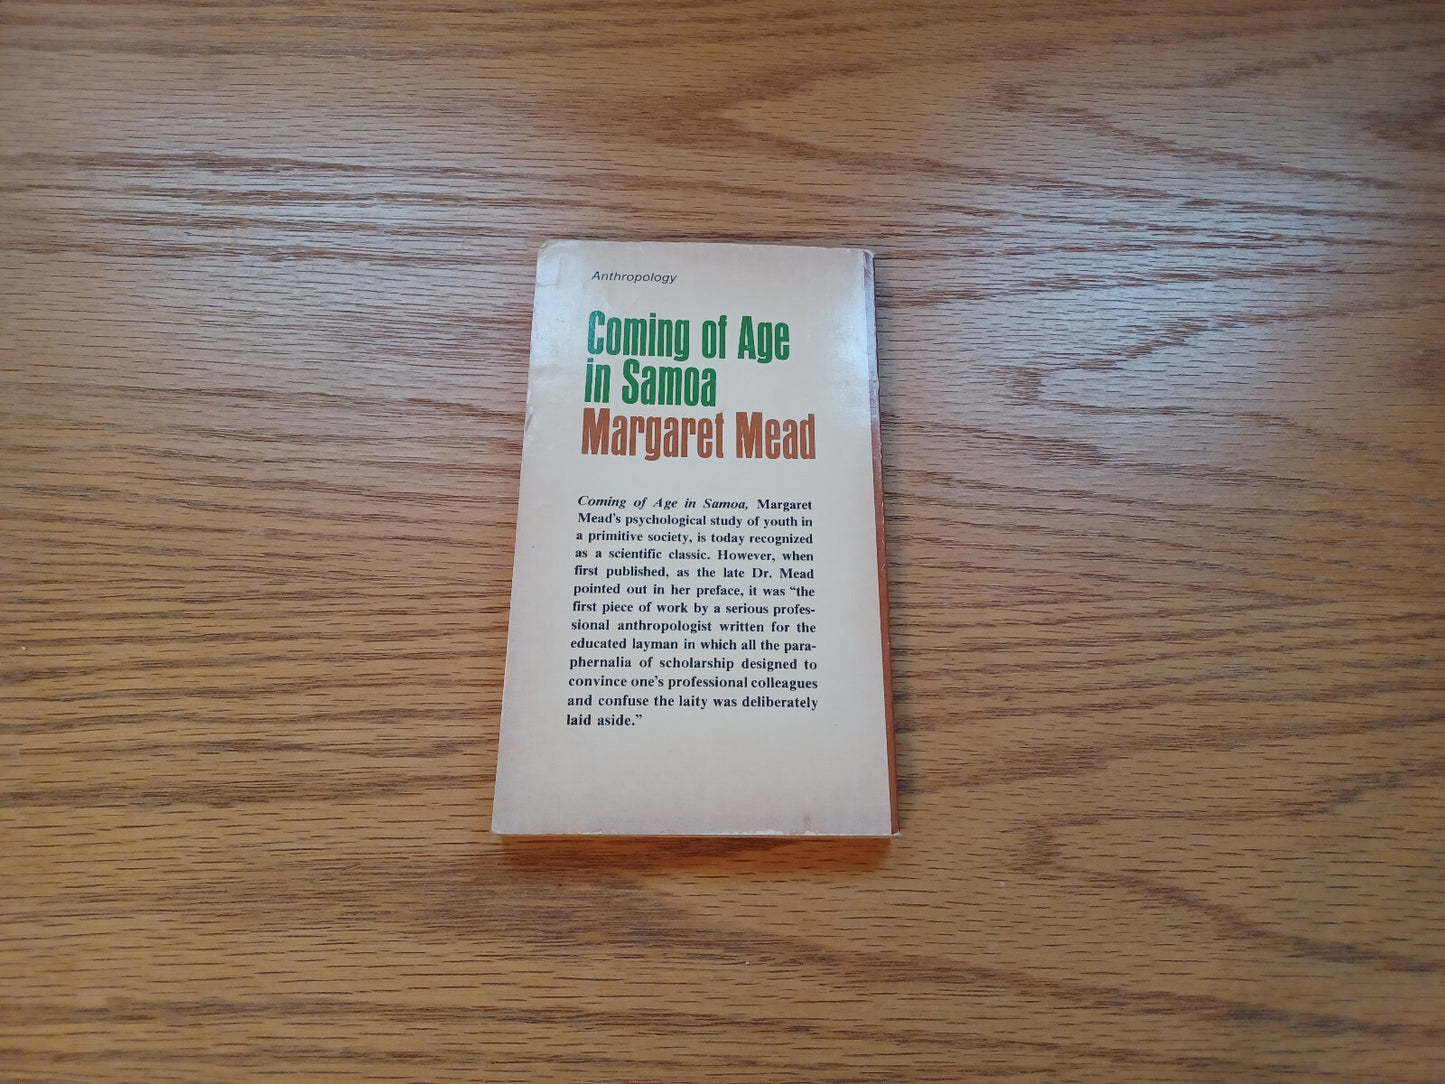 Anthropology
Coming of Age
in Samoa
Margaret Mead
Coming of Age in Samoa, Margaret
Mead's psychological study of youth in
a primitive society, is today recognized
as a scientific classic. However, when
first published, as the late Dr. Mead
pointed out in her preface, it was “the
first piece of work by a serious profes-
sional anthropologist written for the
educated layman in which all the para-
phernalia of scholarship designed to
convince one's professional colleagues
and confuse the laity was deliberately
laid aside.”